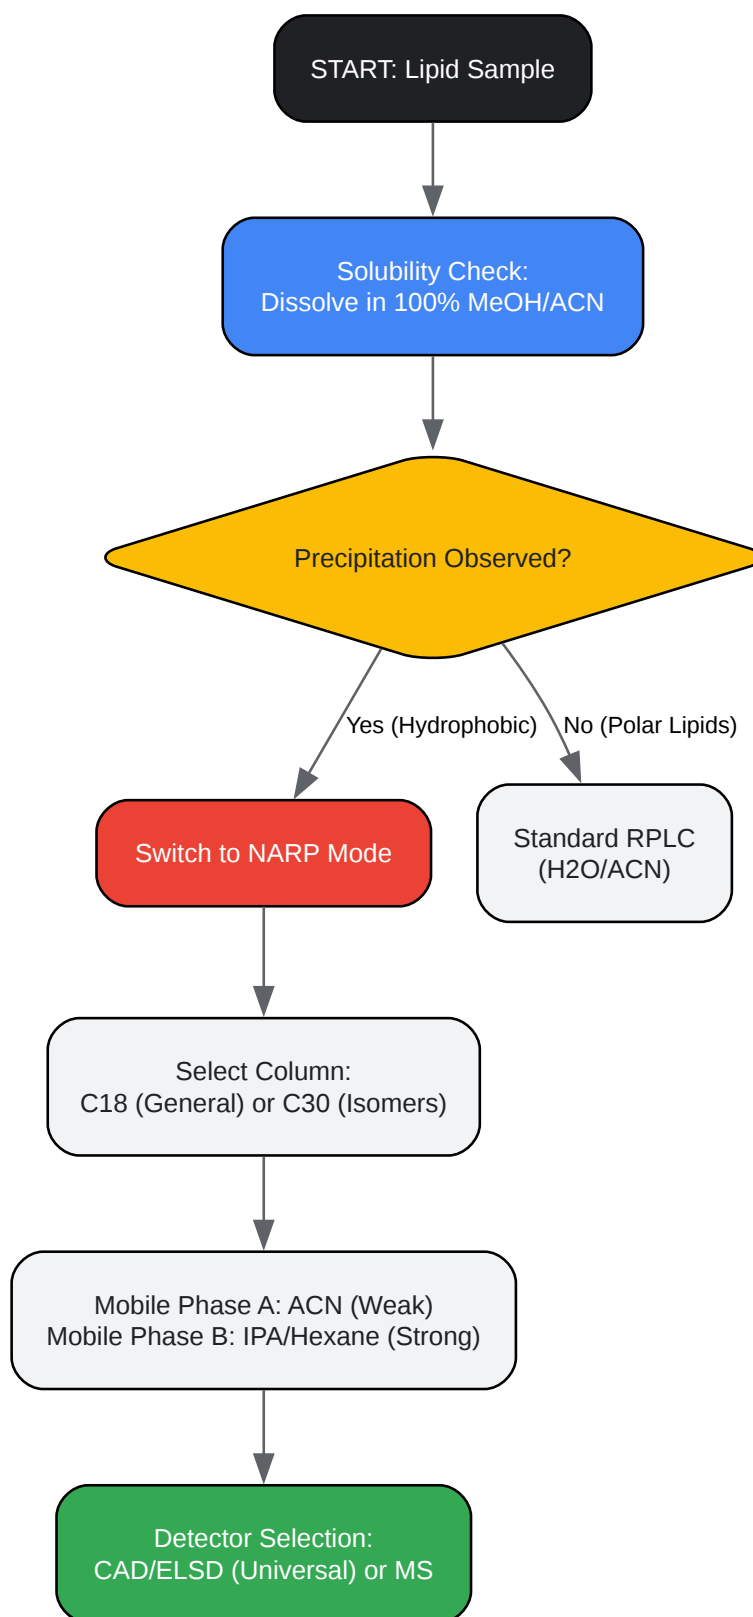 START: Lipid Sample
Solubility Check:
Dissolve in 100% MeOH/ACN
Precipitation Observed?
Yes (Hydrophobic)
No (Polar Lipids)
Switch to NARP Mode
Standard RPLC
(H2O/ACN)
Select Column:
C18 (General) or C30 (Isomers)
Mobile Phase A: ACN (Weak)
Mobile Phase B: IPA/Hexane (Strong)
Detector Selection:
CAD/ELSD (Universal) or MS